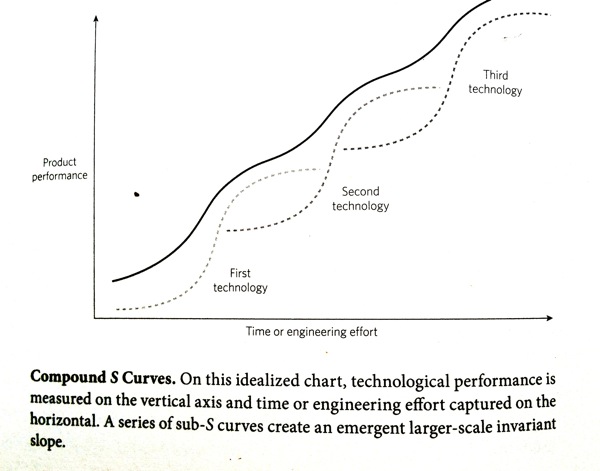 Third
technology
Product
performance
Second
technology
First
technology
Time or engineering effort
Compound S Curves. On this idealized chart, technological performance is
measured on the vertical axis and time or engineering effort captured on the
horizontal. A series of sub-S curves create an emergent larger-scale invariant
slope.